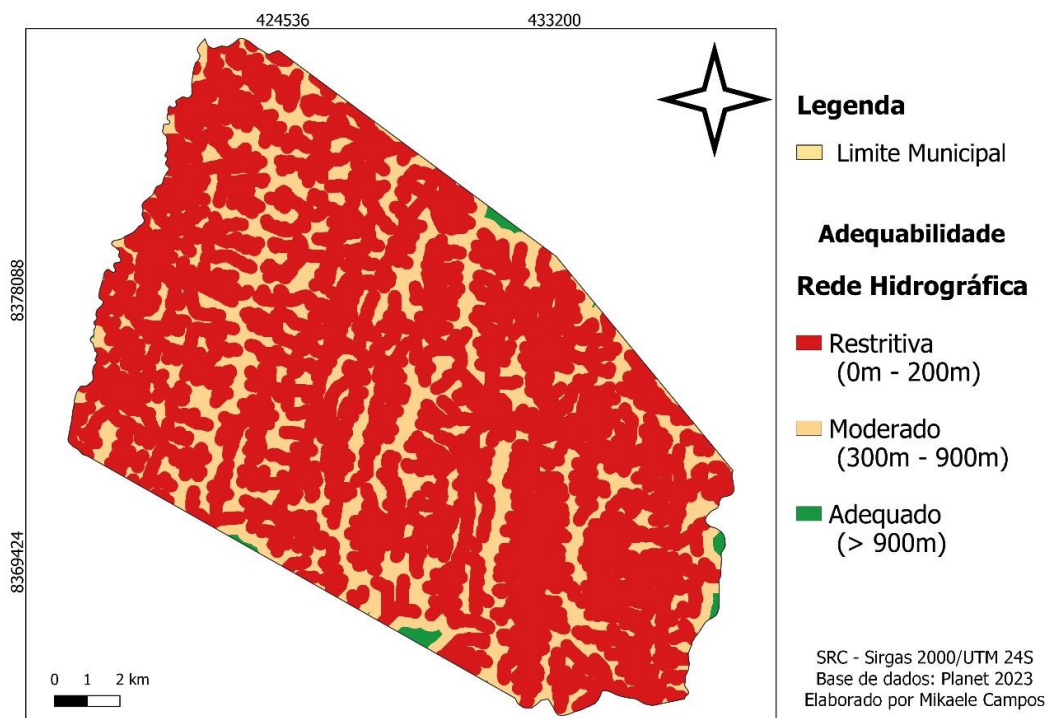 424536 433200
8378088
8369424
0 1 2 km
Legenda
Limite Municipal
Adequabilidade
Rede Hidrográfica
Restritiva
(0m - 200m)
Moderado
(300m - 900m)
Adequado
(> 900m)
SRC - Sirgas 2000/UTM 24S
Base de dados: Planet 2023
Elaborado por Mikaele Campos